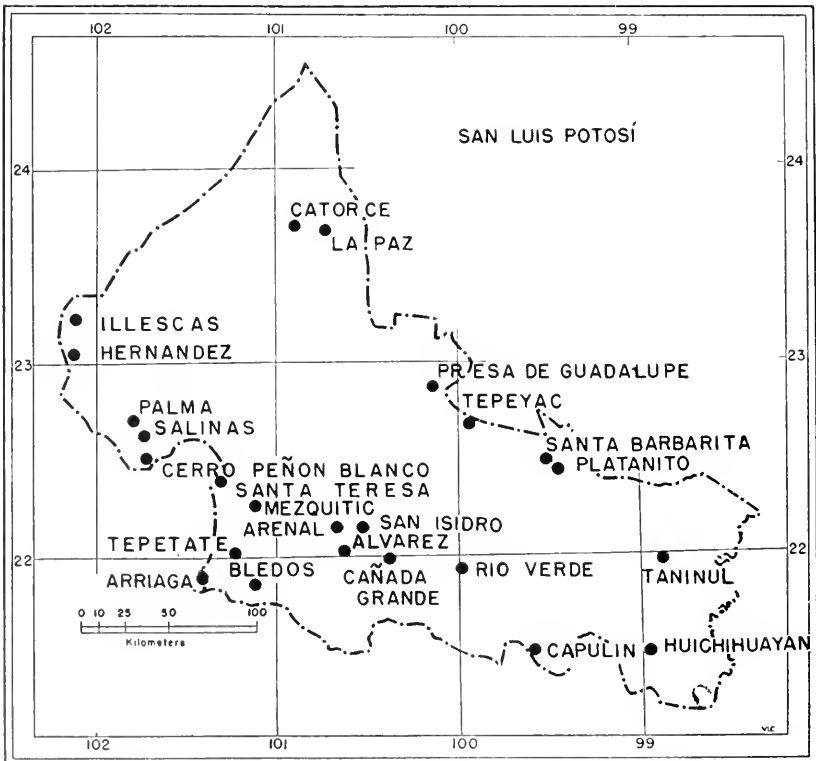 102 101 100 99
SAN LUIS POTOSÍ
24 24
CATORCE
LA PAZ
ILLESCAS
HERNANDEZ
23 23
PRESA DE GUADALUPE
PALMA
TEPEYAC
SALINAS
SANTA BARBARITA
CERRO PEÑON BLANCO
PLATANITO
SANTA TERESA
MEZQUITIC
ARENAL
SAN ISIDRO
TEPETATE
ALVAREZ
22 22
ARRIAGA
BLEDOS
CAÑADA
GRANDE
RIO VERDE
TANINUL
0 10 25 50 100
Kilometers
CAPULIN
HUICHIHUAYAN
VLC
102 101 100 99